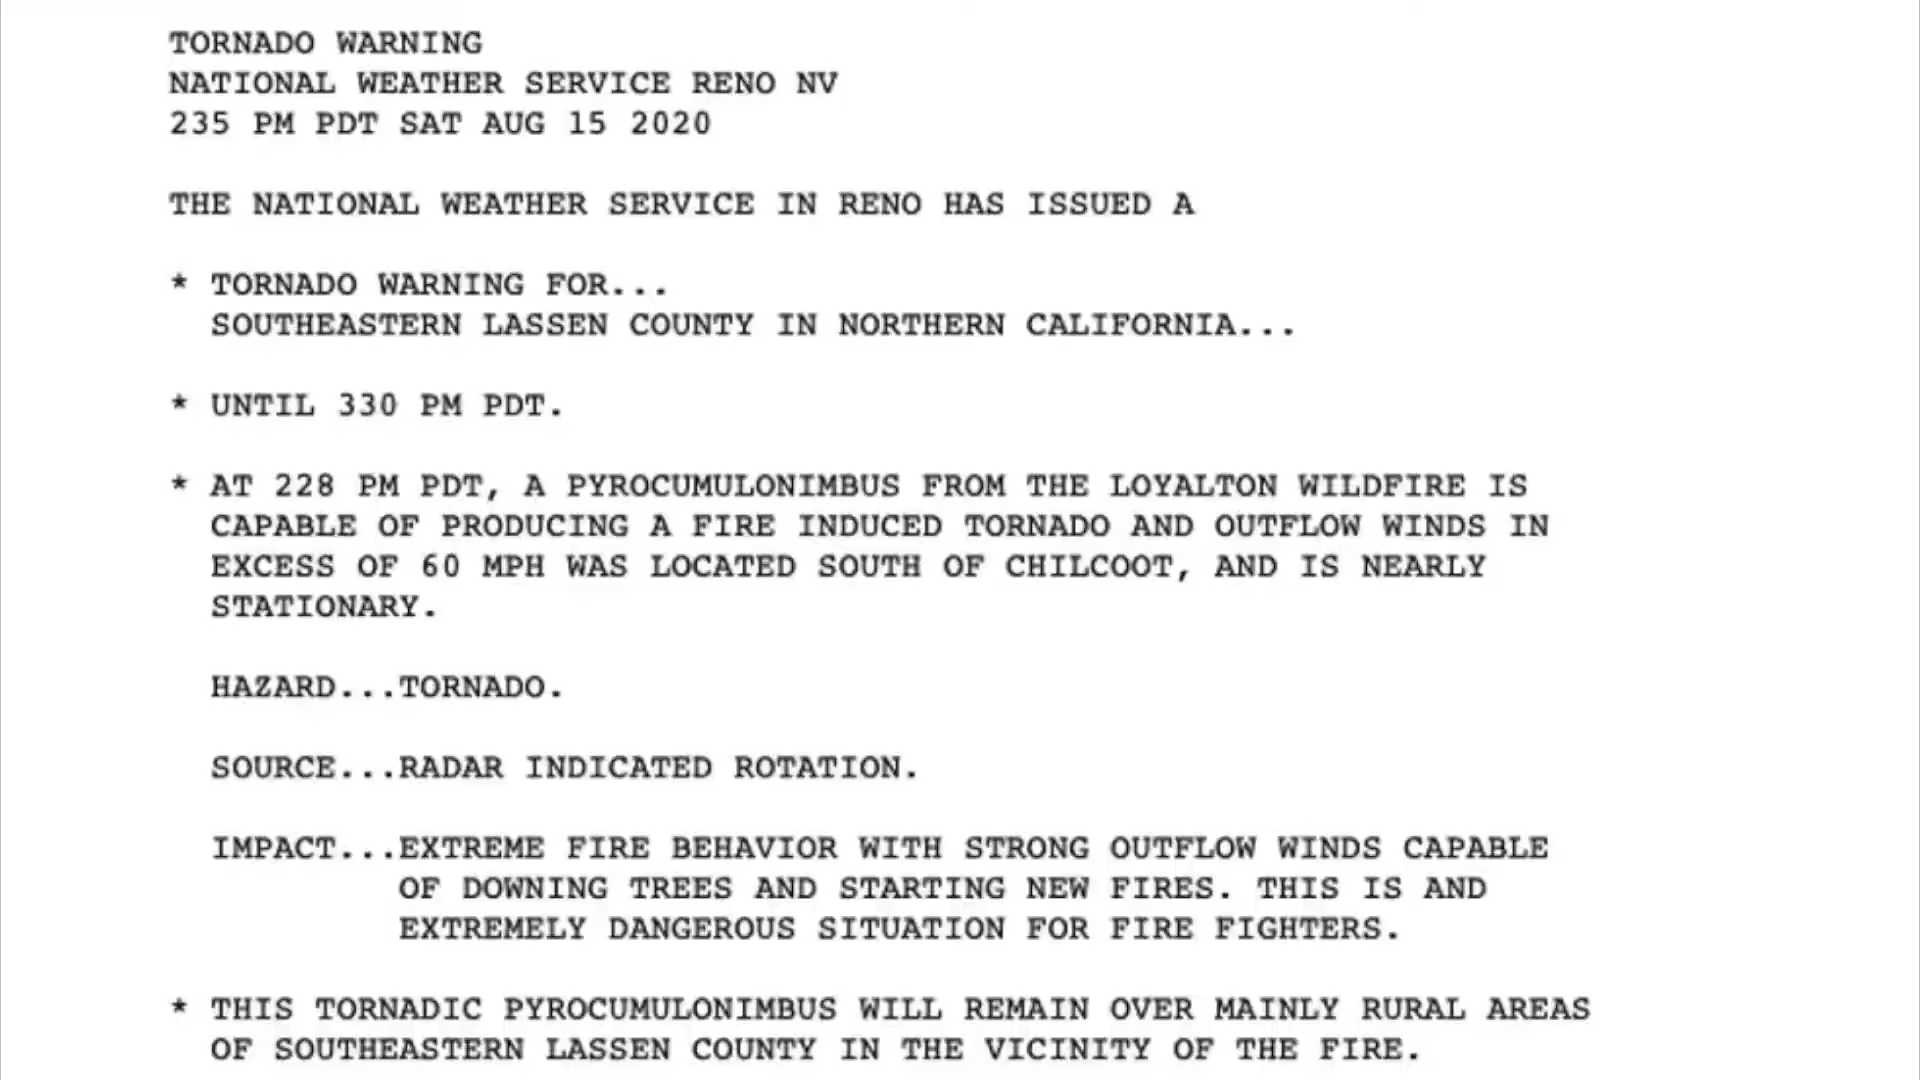 TORNADO WARNING
NATIONAL WEATHER SERVICE RENO NV
235 PM PDT SAT AUG 15 2020
THE NATIONAL WEATHER SERVICE IN RENO HAS ISSUED A
* TORNADO WARNING FOR...
SOUTHEASTERN LASSEN COUNTY IN NORTHERN CALIFORNIA...
* UNTIL 330 PM PDT.
* AT 228 PM PDT, A PYROCUMULONIMBUS FROM THE LOYALTON WILDFIRE IS
CAPABLE OF PRODUCING A FIRE INDUCED TORNADO AND OUTFLOW WINDS IN
EXCESS OF 60 MPH WAS LOCATED SOUTH OF CHILCOOT, AND IS NEARLY
STATIONARY.
HAZARD...TORNADO.
SOURCE...RADAR INDICATED ROTATION.
IMPACT...EXTREME FIRE BEHAVIOR WITH STRONG OUTFLOW WINDS CAPABLE
OF DOWNING TREES AND STARTING NEW FIRES. THIS IS AND
EXTREMELY DANGEROUS SITUATION FOR FIRE FIGHTERS.
* THIS TORNADIC PYROCUMULONIMBUS WILL REMAIN OVER MAINLY RURAL AREAS
OF SOUTHEASTERN LASSEN COUNTY IN THE VICINITY OF THE FIRE.